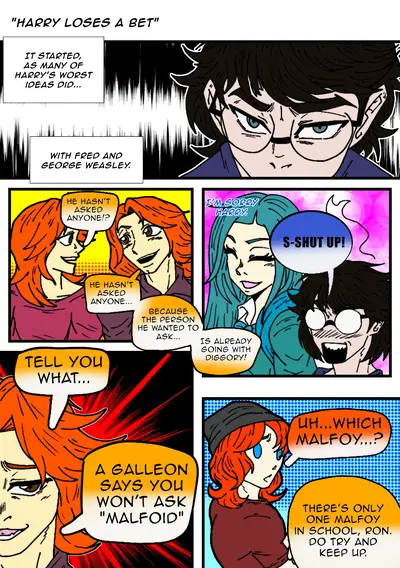 "HARRY LOSES A BET"
IT STARTED,
AS MANY OF
HARRY'S WORST
IDEAS DID...
WITH FRED AND
GEORGE WEASLEY.
HE HASN'T
ASKED
ANYONE!?
HE HASN'T
ASKED
ANYONE...
BECAUSE
THE PERSON
HE WANTED TO
ASK...
I'M SORRY
HARRY.
S-SHUT UP!
IS ALREADY
GOING WITH
DIGGORY!
TELL YOU
WHAT...
A GALLEON
SAYS YOU
WON'T ASK
"MALFOID"
UH...WHICH
MALFOY...?
THERE'S ONLY
ONE MALFOY
IN SCHOOL, RON.
DO TRY AND
KEEP UP.